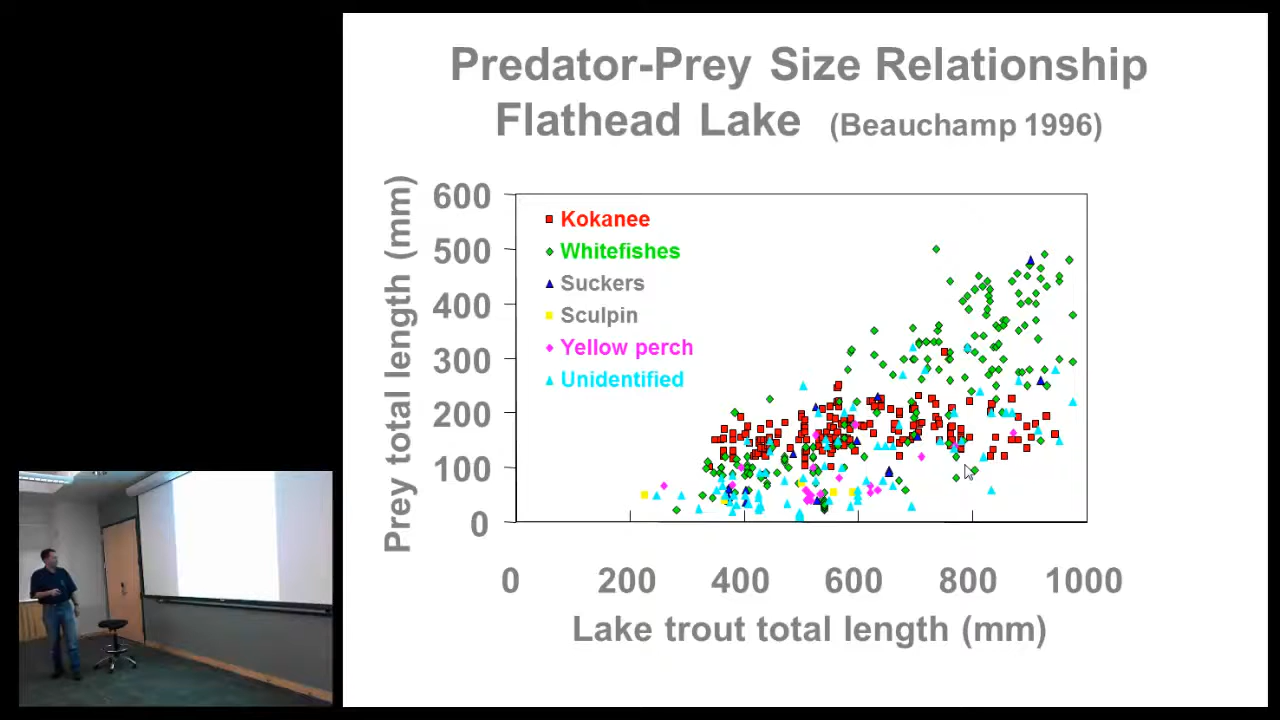 Predator-Prey Size Relationship
Flathead Lake (Beauchamp 1996)
Prey total length (mm)
600
500
400
300
200
100
0
Kokanee
Whitefishes
Suckers
Sculpin
Yellow perch
Unidentified
0 200 400 600 800 1000
Lake trout total length (mm)